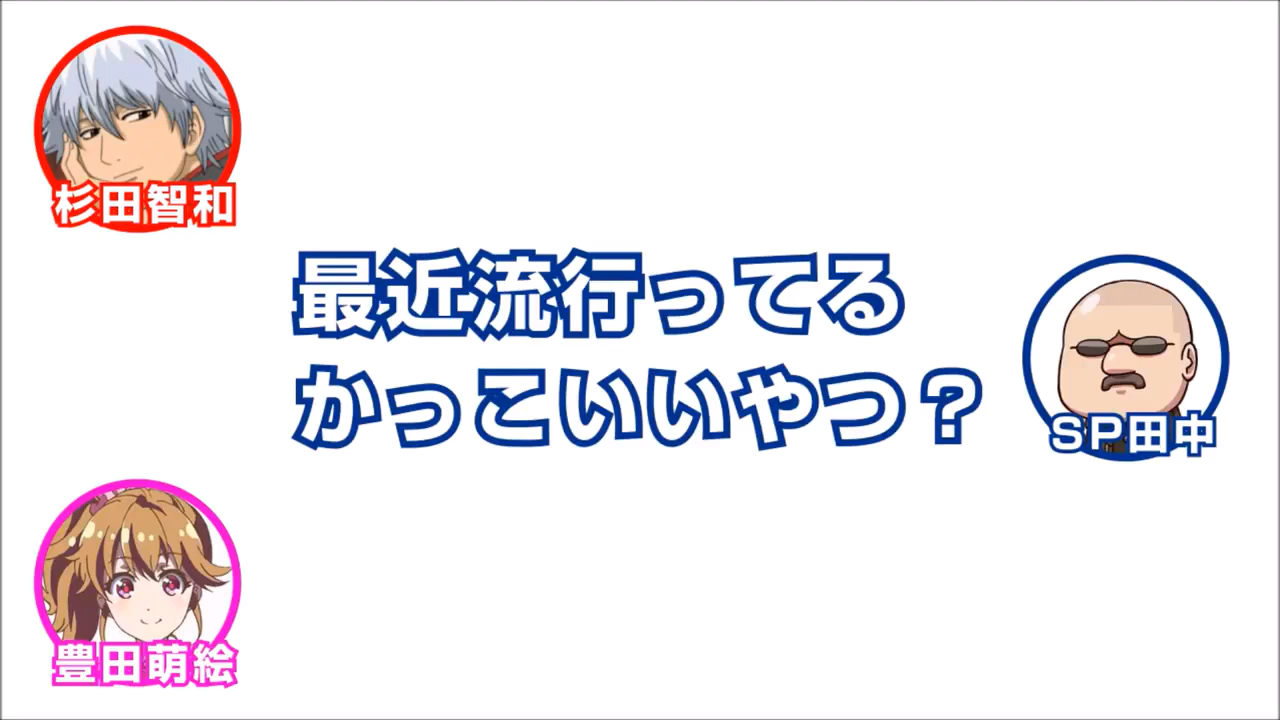 杉田智和
最近流行ってる
かっこいいやつ？
SP田中
豊田萌絵